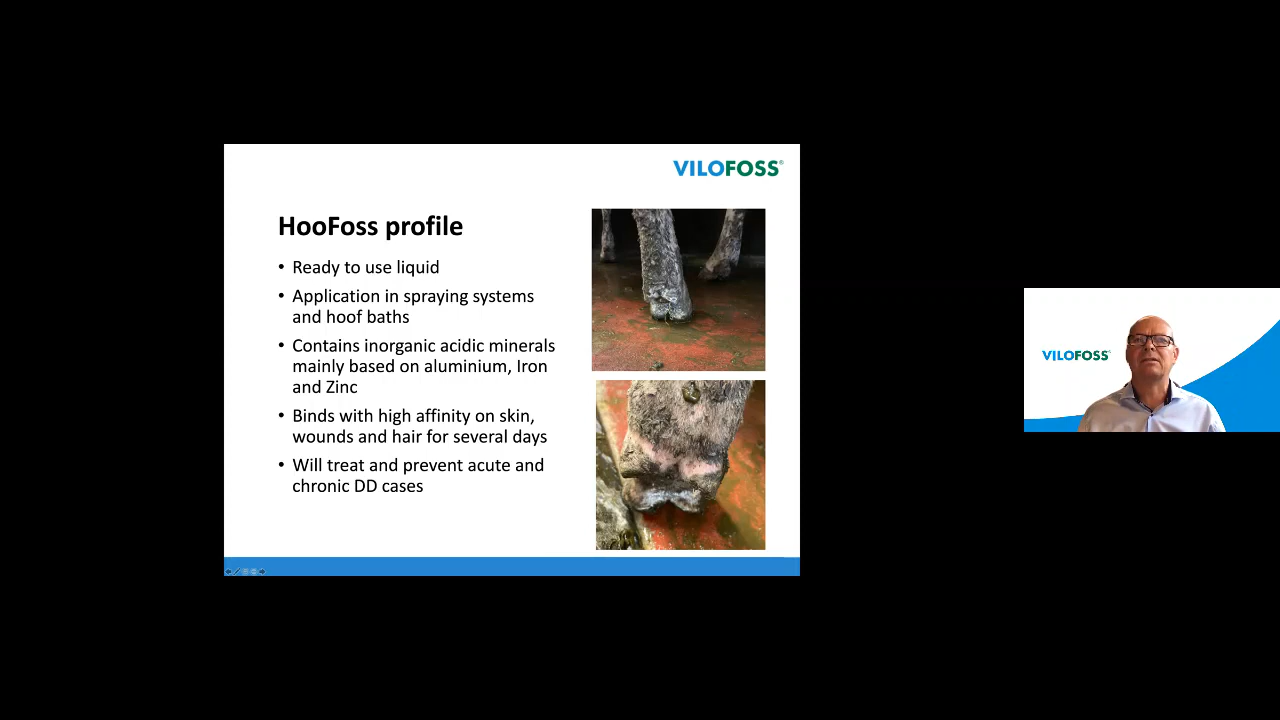 VILOFOSS®
HooFoss profile
• Ready to use liquid
• Application in spraying systems
and hoof baths
• Contains inorganic acidic minerals
mainly based on aluminium, Iron
and Zinc
• Binds with high affinity on skin,
wounds and hair for several days
• Will treat and prevent acute and
chronic DD cases
VILOFOSS®